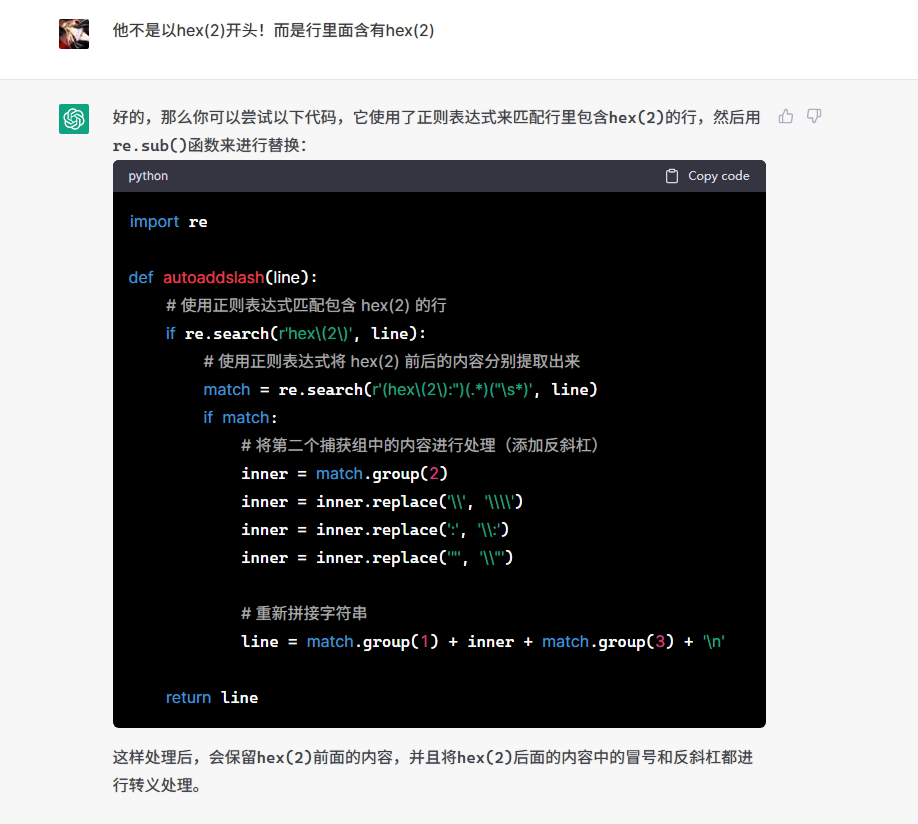 他不是以hex(2)开头！而是行里面含有hex(2)
好的，那么你可以尝试以下代码，它使用了正则表达式来匹配行里包含hex(2)的行，然后用
re.sub()函数来进行替换：
python
Copy code
import re
def autoaddslash(line):
# 使用正则表达式匹配包含 hex(2) 的行
if re.search(r'hex\(2\)', line):
# 使用正则表达式将 hex(2) 前后的内容分别提取出来
match = re.search(r'(hex\(2\):")(.*)("\s*)', line)
if match:
# 将第二个捕获组中的内容进行处理（添加反斜杠）
inner = match.group(2)
inner = inner.replace('\\', '\\\\')
inner = inner.replace(':', '\\:')
inner = inner.replace('"', '\\"')
# 重新拼接字符串
line = match.group(1) + inner + match.group(3) + '\n'
return line
这样处理后，会保留hex(2)前面的内容，并且将hex(2)后面的内容中的冒号和反斜杠都进
行转义处理。